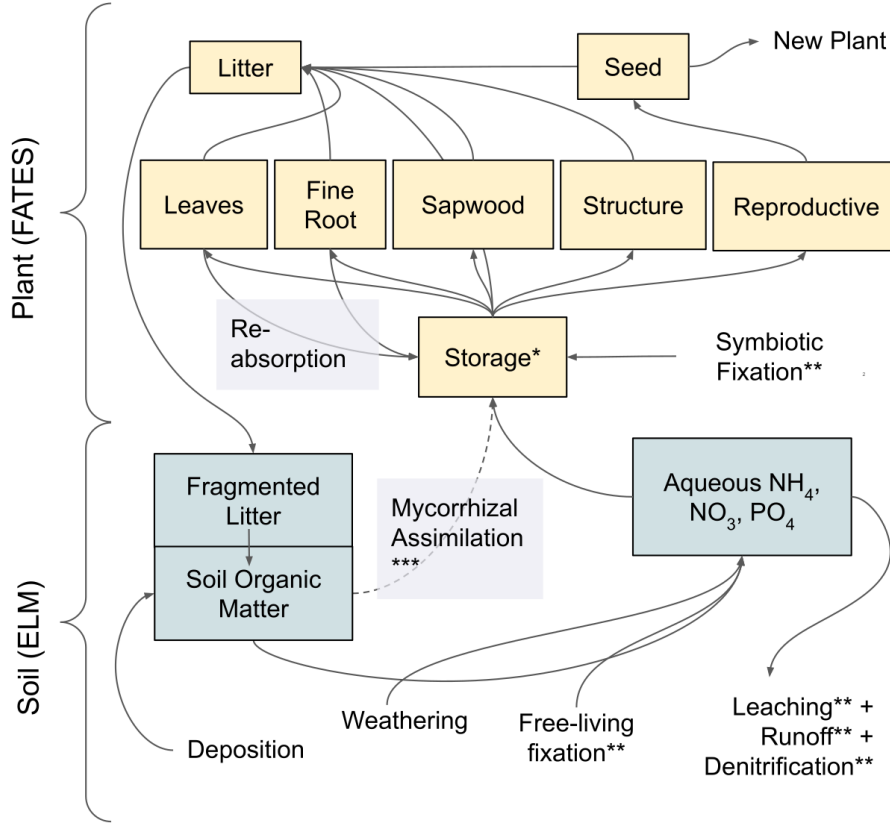 New Plant
Litter
Seed
Plant (FATES)
Leaves
Fine
Root
Sapwood
Structure
Reproductive
Re-
absorption
Storage*
Symbiotic
Fixation**
2
Soil (ELM)
Fragmented
Litter
Soil Organic
Matter
Mycorrhizal
Assimilation
***
Aqueous NH₄,
NO₃, PO₄
Deposition
Weathering
Free-living
fixation**
Leaching** +
Runoff** +
Denitrification**